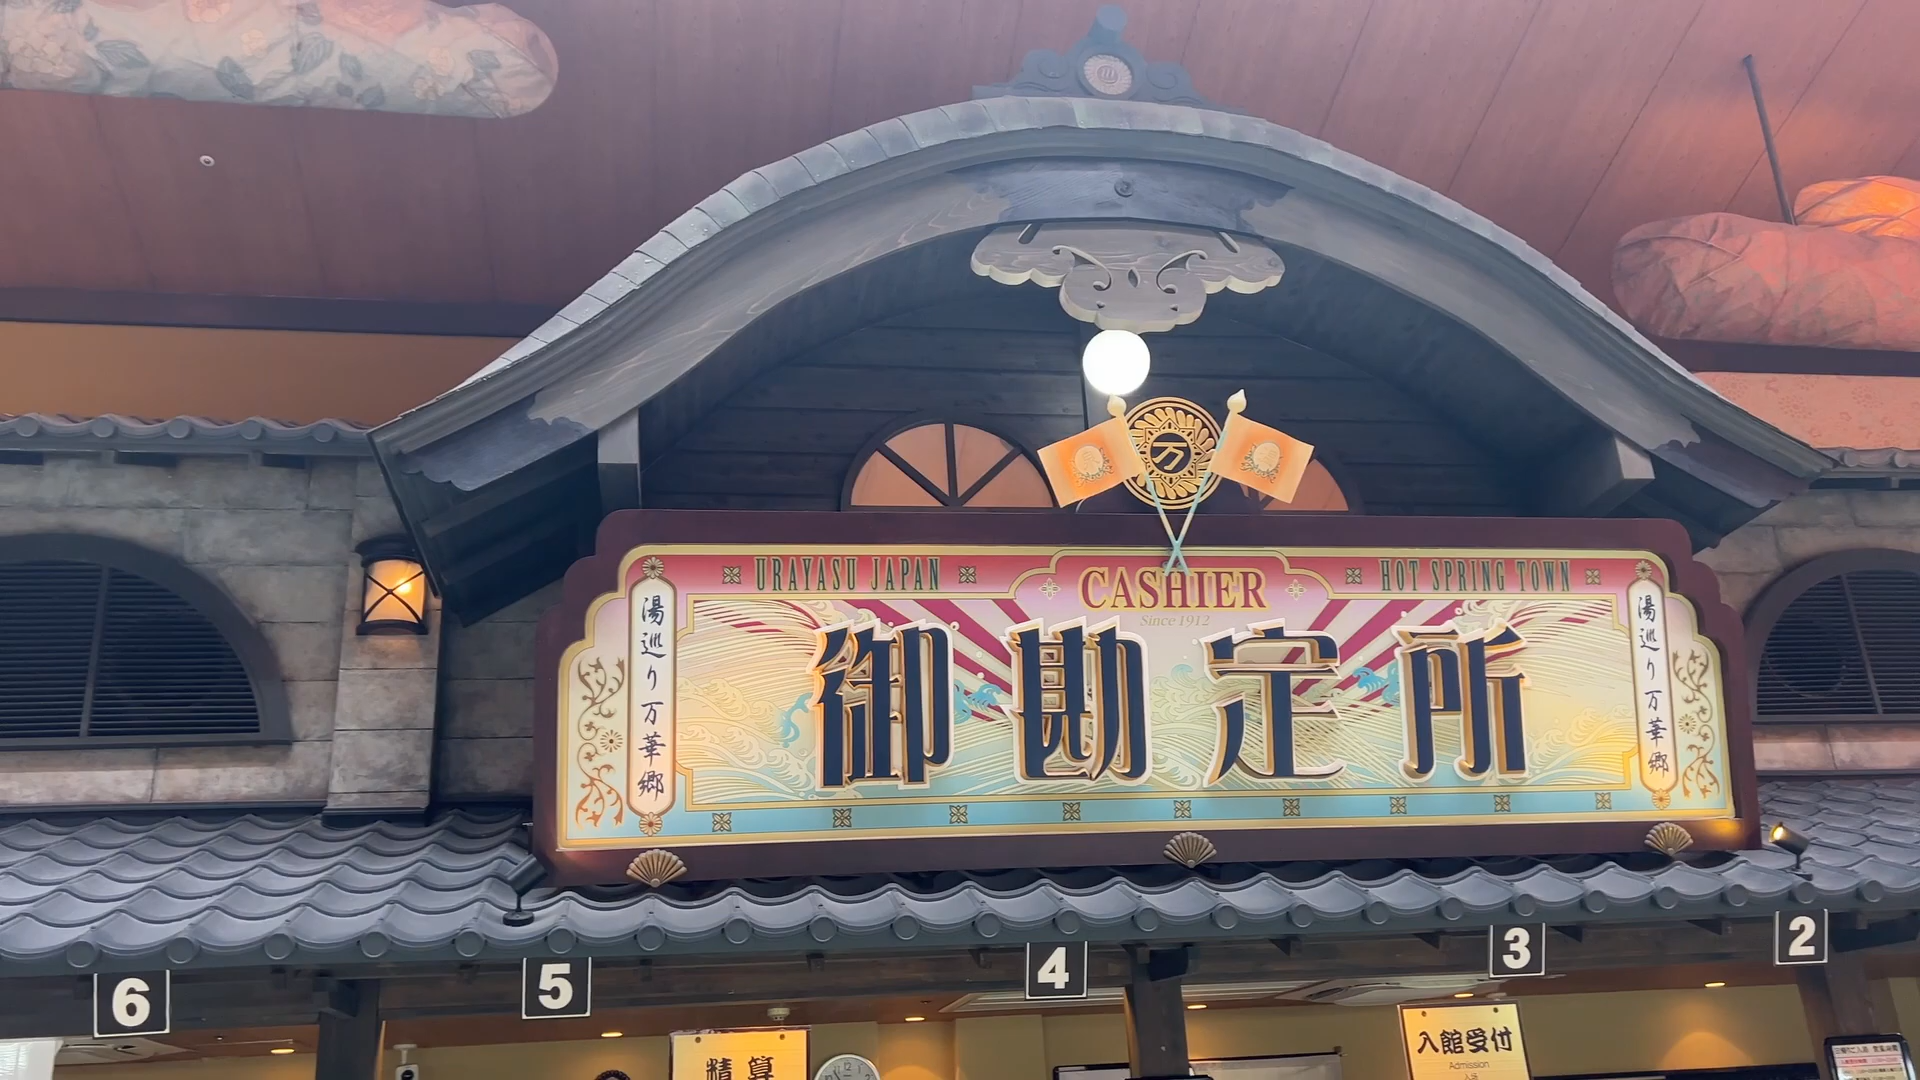 万
URAYASU JAPAN
CASHIER
HOT SPRING TOWN
Since 1912
湯巡り万華郷
御勘定所
湯巡り万華郷
6
5
4
3
2
精算
入館受付
Admission